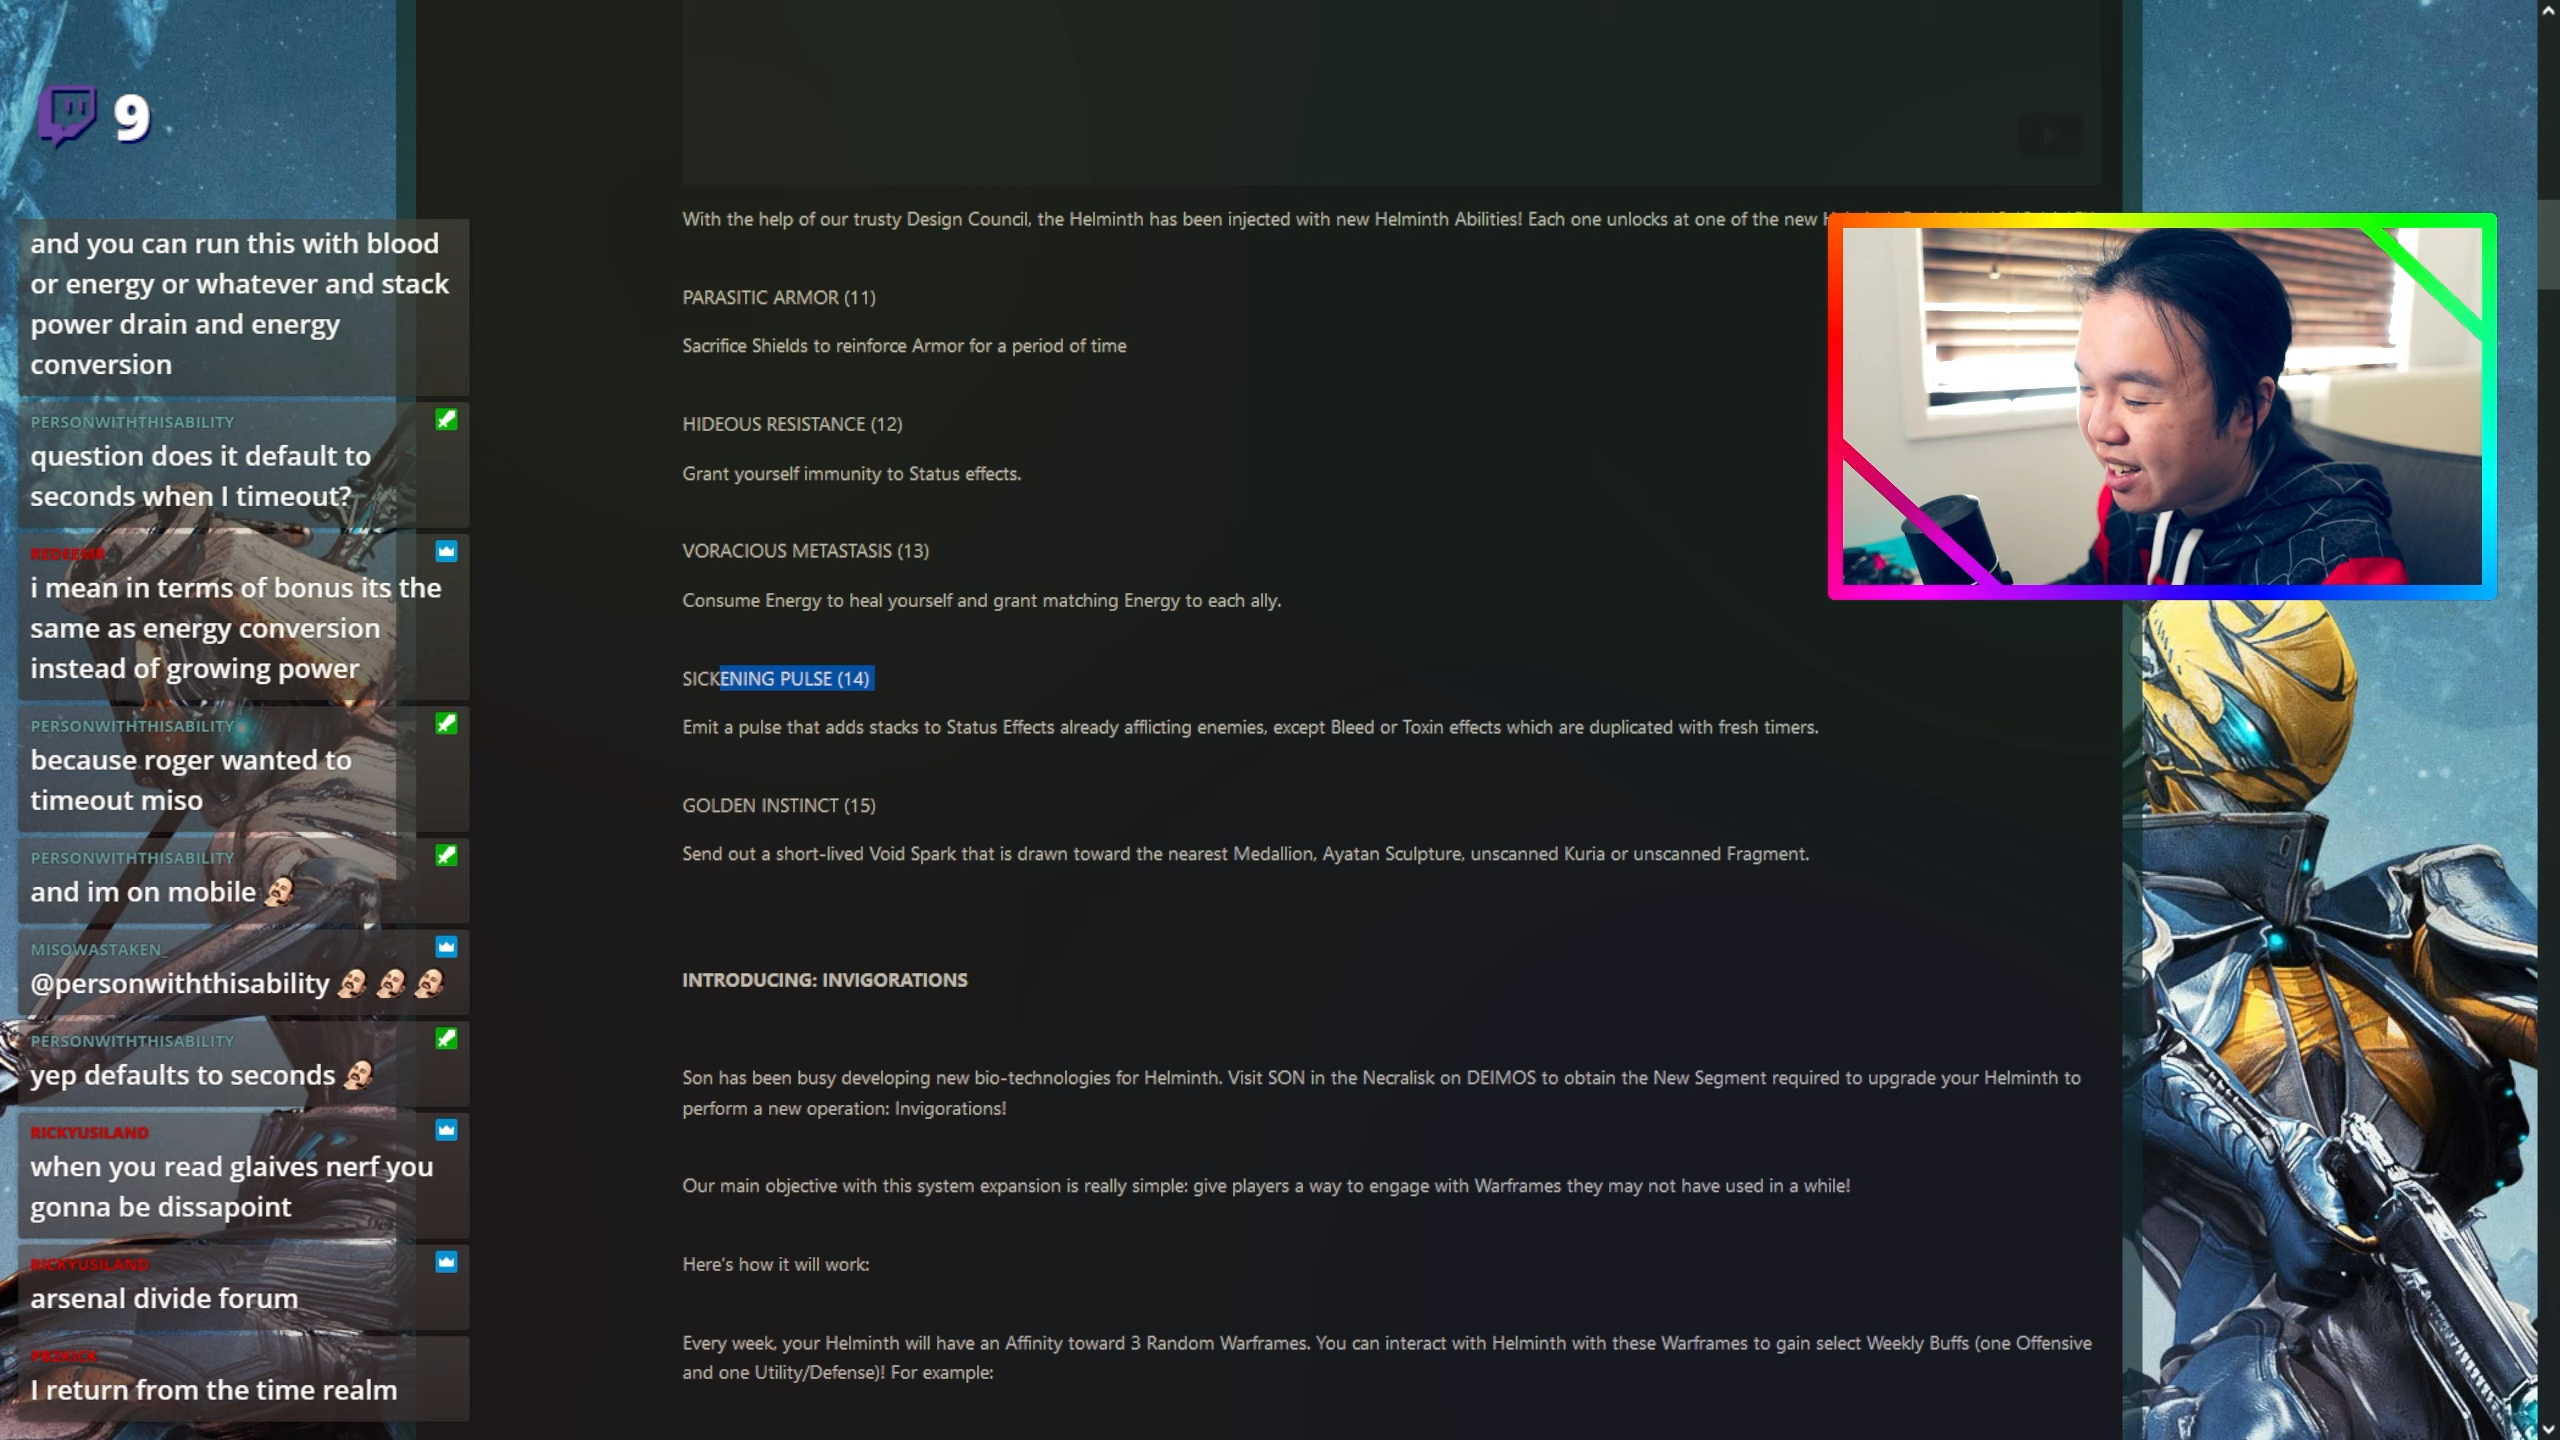 9
and you can run this with blood
or energy or whatever and stack
power drain and energy
conversion
PERSONWITHTHISABILITY
question does it default to
seconds when I timeout?
i mean in terms of bonus its the
same as energy conversion
instead of growing power
PERSONWITHTHISABILITY
because roger wanted to
timeout miso
PERSONWITHTHISABILITY
and im on mobile
MISOWASTAKEN_
@personwiththisability
PERSONWITHTHISABILITY
yep defaults to seconds
RICKYUSILAND
when you read glaives nerf you
gonna be dissapoint
RICKYUSILAND
arsenal divide forum
I return from the time realm
With the help of our trusty Design Council, the Helminth has been injected with new Helminth Abilities! Each one unlocks at one of the new
PARASITIC ARMOR (11)
Sacrifice Shields to reinforce Armor for a period of time
HIDEOUS RESISTANCE (12)
Grant yourself immunity to Status effects.
VORACIOUS METASTASIS (13)
Consume Energy to heal yourself and grant matching Energy to each ally.
SICKENING PULSE (14)
Emit a pulse that adds stacks to Status Effects already afflicting enemies, except Bleed or Toxin effects which are duplicated with fresh timers.
GOLDEN INSTINCT (15)
Send out a short-lived Void Spark that is drawn toward the nearest Medallion, Ayatan Sculpture, unscanned Kuria or unscanned Fragment.
INTRODUCING: INVIGORATIONS
Son has been busy developing new bio-technologies for Helminth. Visit SON in the Necralisk on DEIMOS to obtain the New Segment required to upgrade your Helminth to
perform a new operation: Invigorations!
Our main objective with this system expansion is really simple: give players a way to engage with Warframes they may not have used in a while!
Here's how it will work:
Every week, your Helminth will have an Affinity toward 3 Random Warframes. You can interact with Helminth with these Warframes to gain select Weekly Buffs (one Offensive
and one Utility/Defense)! For example: